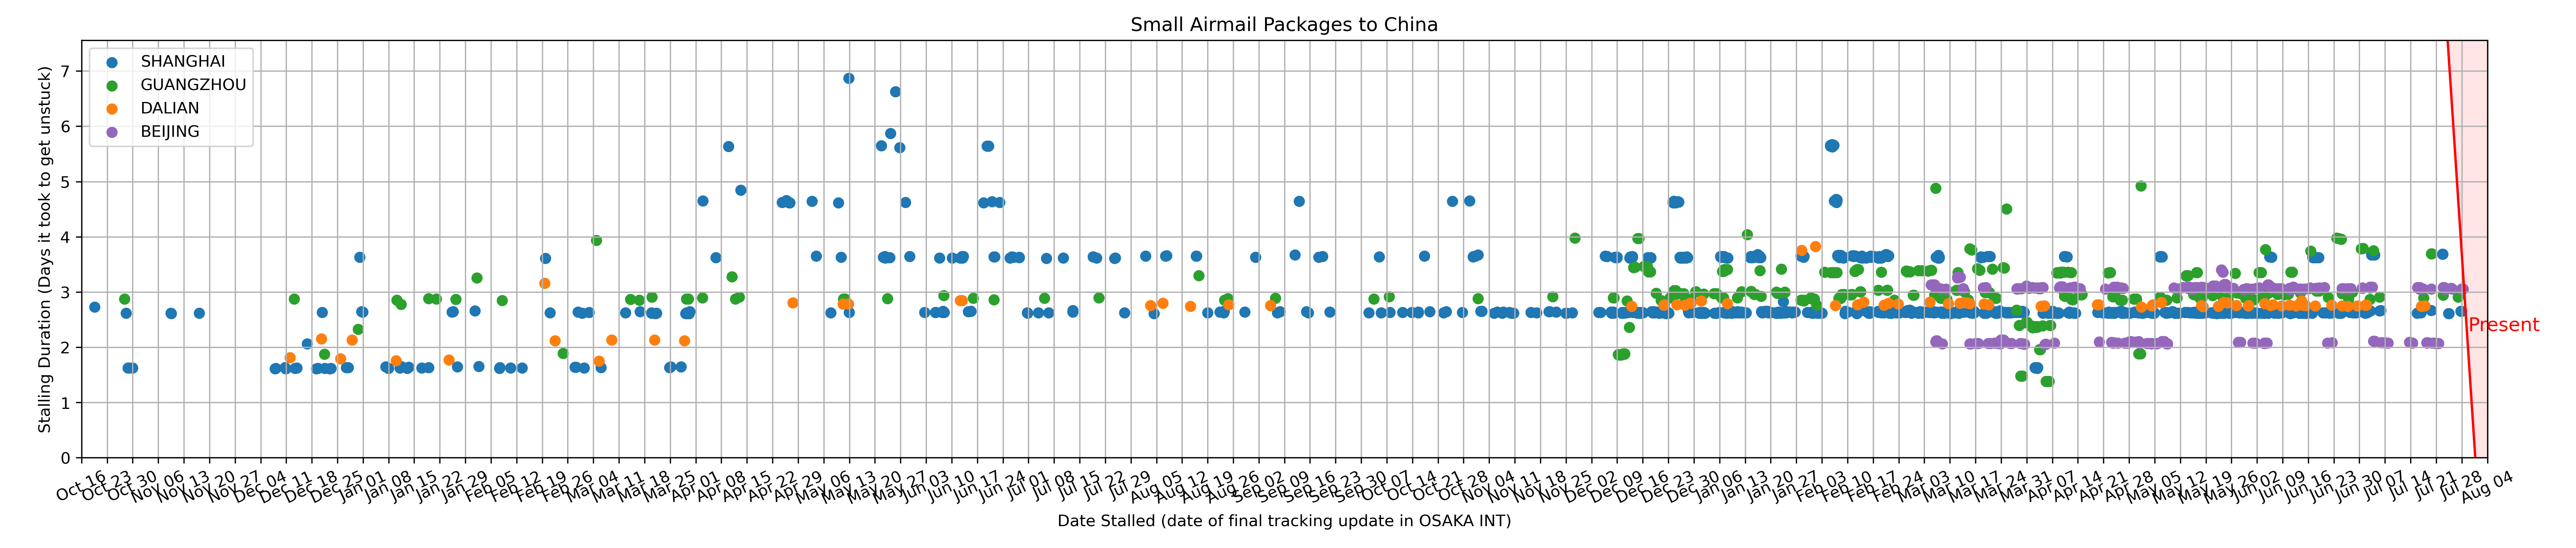 Small Airmail Packages to China
SHANGHAI
GUANGZHOU
DALIAN
BEIJING
Stalling Duration (Days it took to get unstuck)
7
6
5
4
3
2
1
0
Present
Oct 16 Oct 23 Oct 30 Nov 06 Nov 13 Nov 20 Nov 27 Dec 04 Dec 11 Dec 18 Dec 25 Jan 01 Jan 08 Jan 15 Jan 22 Jan 29 Feb 05 Feb 12 Feb 19 Feb 26 Mar 04 Mar 11 Mar 18 Mar 25 Apr 01 Apr 08 Apr 15 Apr 22 Apr 29 May 06 May 13 May 20 May 27 Jun 03 Jun 10 Jun 17 Jun 24 Jul 01 Jul 08 Jul 15 Jul 22 Jul 29 Aug 05 Aug 12 Aug 19 Aug 26 Sep 02 Sep 09 Sep 16 Sep 23 Sep 30 Oct 07 Oct 14 Oct 21 Oct 28 Nov 04 Nov 11 Nov 18 Nov 25 Dec 02 Dec 09 Dec 16 Dec 23 Dec 30 Jan 06 Jan 13 Jan 20 Jan 27 Feb 03 Feb 10 Feb 17 Feb 24 Mar 03 Mar 10 Mar 17 Mar 24 Mar 31 Apr 07 Apr 14 Apr 21 Apr 28 May 05 May 12 May 19 May 26 Jun 02 Jun 09 Jun 16 Jun 23 Jun 30 Jul 07 Jul 14 Jul 21 Jul 28 Aug 04
Date Stalled (date of final tracking update in OSAKA INT)